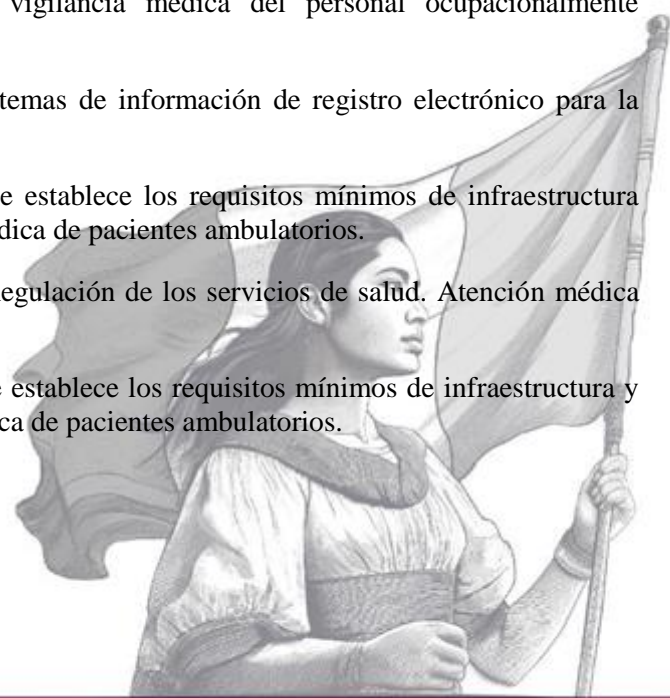 vigilancia médica del personal ocupacionalmente
temas de información de registro electrónico para la
e establece los requisitos mínimos de infraestructura
dica de pacientes ambulatorios.
egulación de los servicios de salud. Atención médica
e establece los requisitos mínimos de infraestructura y
ica de pacientes ambulatorios.